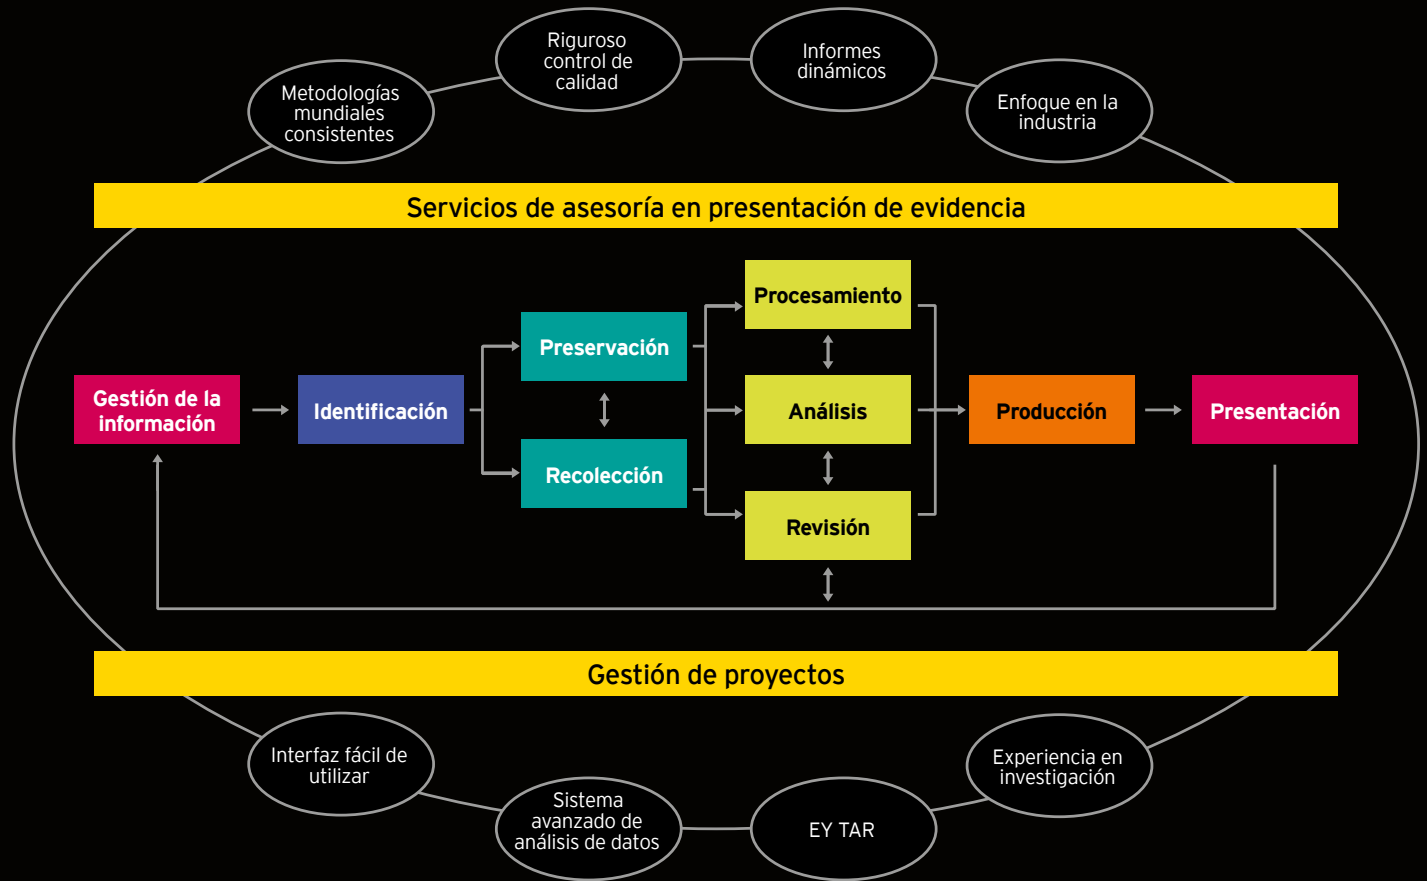 Riguroso
control de
calidad
Informes
dinámicos
Metodologías
mundiales
consistentes
Enfoque en la
industria
Servicios de asesoría en presentación de evidencia
Gestión de la
información
Identificación
Preservación
Recolección
Procesamiento
Análisis
Revisión
Producción
Presentación
Gestión de proyectos
Interfaz fácil de
utilizar
Sistema
avanzado de
análisis de datos
EY TAR
Experiencia en
investigación